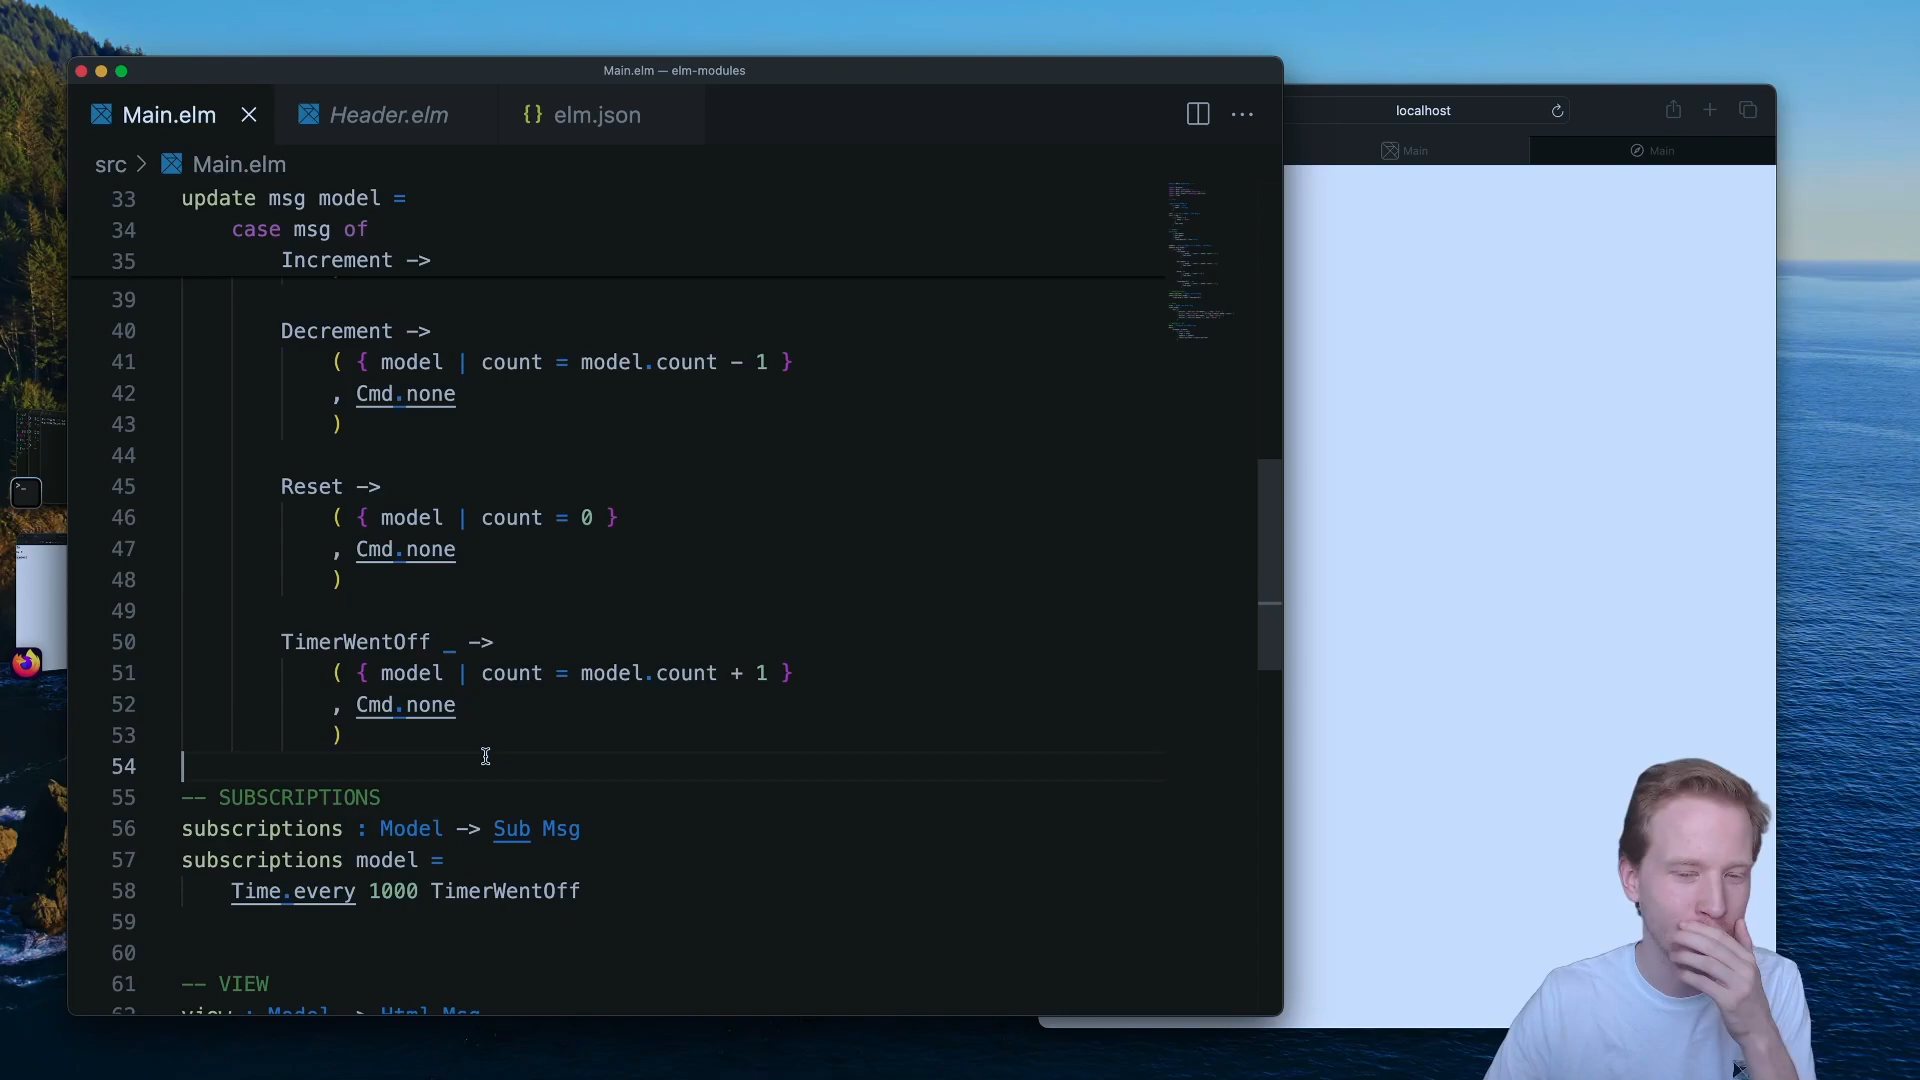 Main.elm — elm-modules
Main.elm
Header.elm
{} elm.json
localhost
Main
Main
src > Main.elm
33 update msg model =
34 case msg of
35 Increment ->
39
40 Decrement ->
41 ( { model | count = model.count - 1 }
42 , Cmd.none
43 )
44
45 Reset ->
46 ( { model | count = 0 }
47 , Cmd.none
48 )
49
50 TimerWentOff _ ->
51 ( { model | count = model.count + 1 }
52 , Cmd.none
53 )
54
55 -- SUBSCRIPTIONS
56 subscriptions : Model -> Sub Msg
57 subscriptions model =
58 Time.every 1000 TimerWentOff
59
60
61 -- VIEW
62 view : Model -> Html Msg